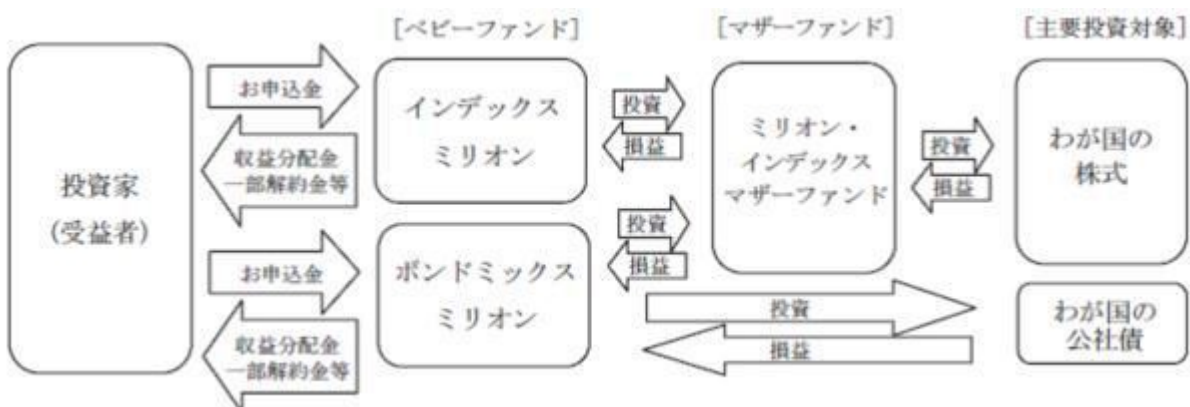 [ベビーファンド]
[マザーファンド]
[主要投資対象]
投資家
(受益者)
お申込金
収益分配金
一部解約金等
お申込金
収益分配金
一部解約金等
インデックス
ミリオン
ボンドミックス
ミリオン
投資
損益
投資
損益
ミリオン・
インデックス
マザーファンド
投資
損益
投資
損益
わが国の
株式
わが国の
公社債